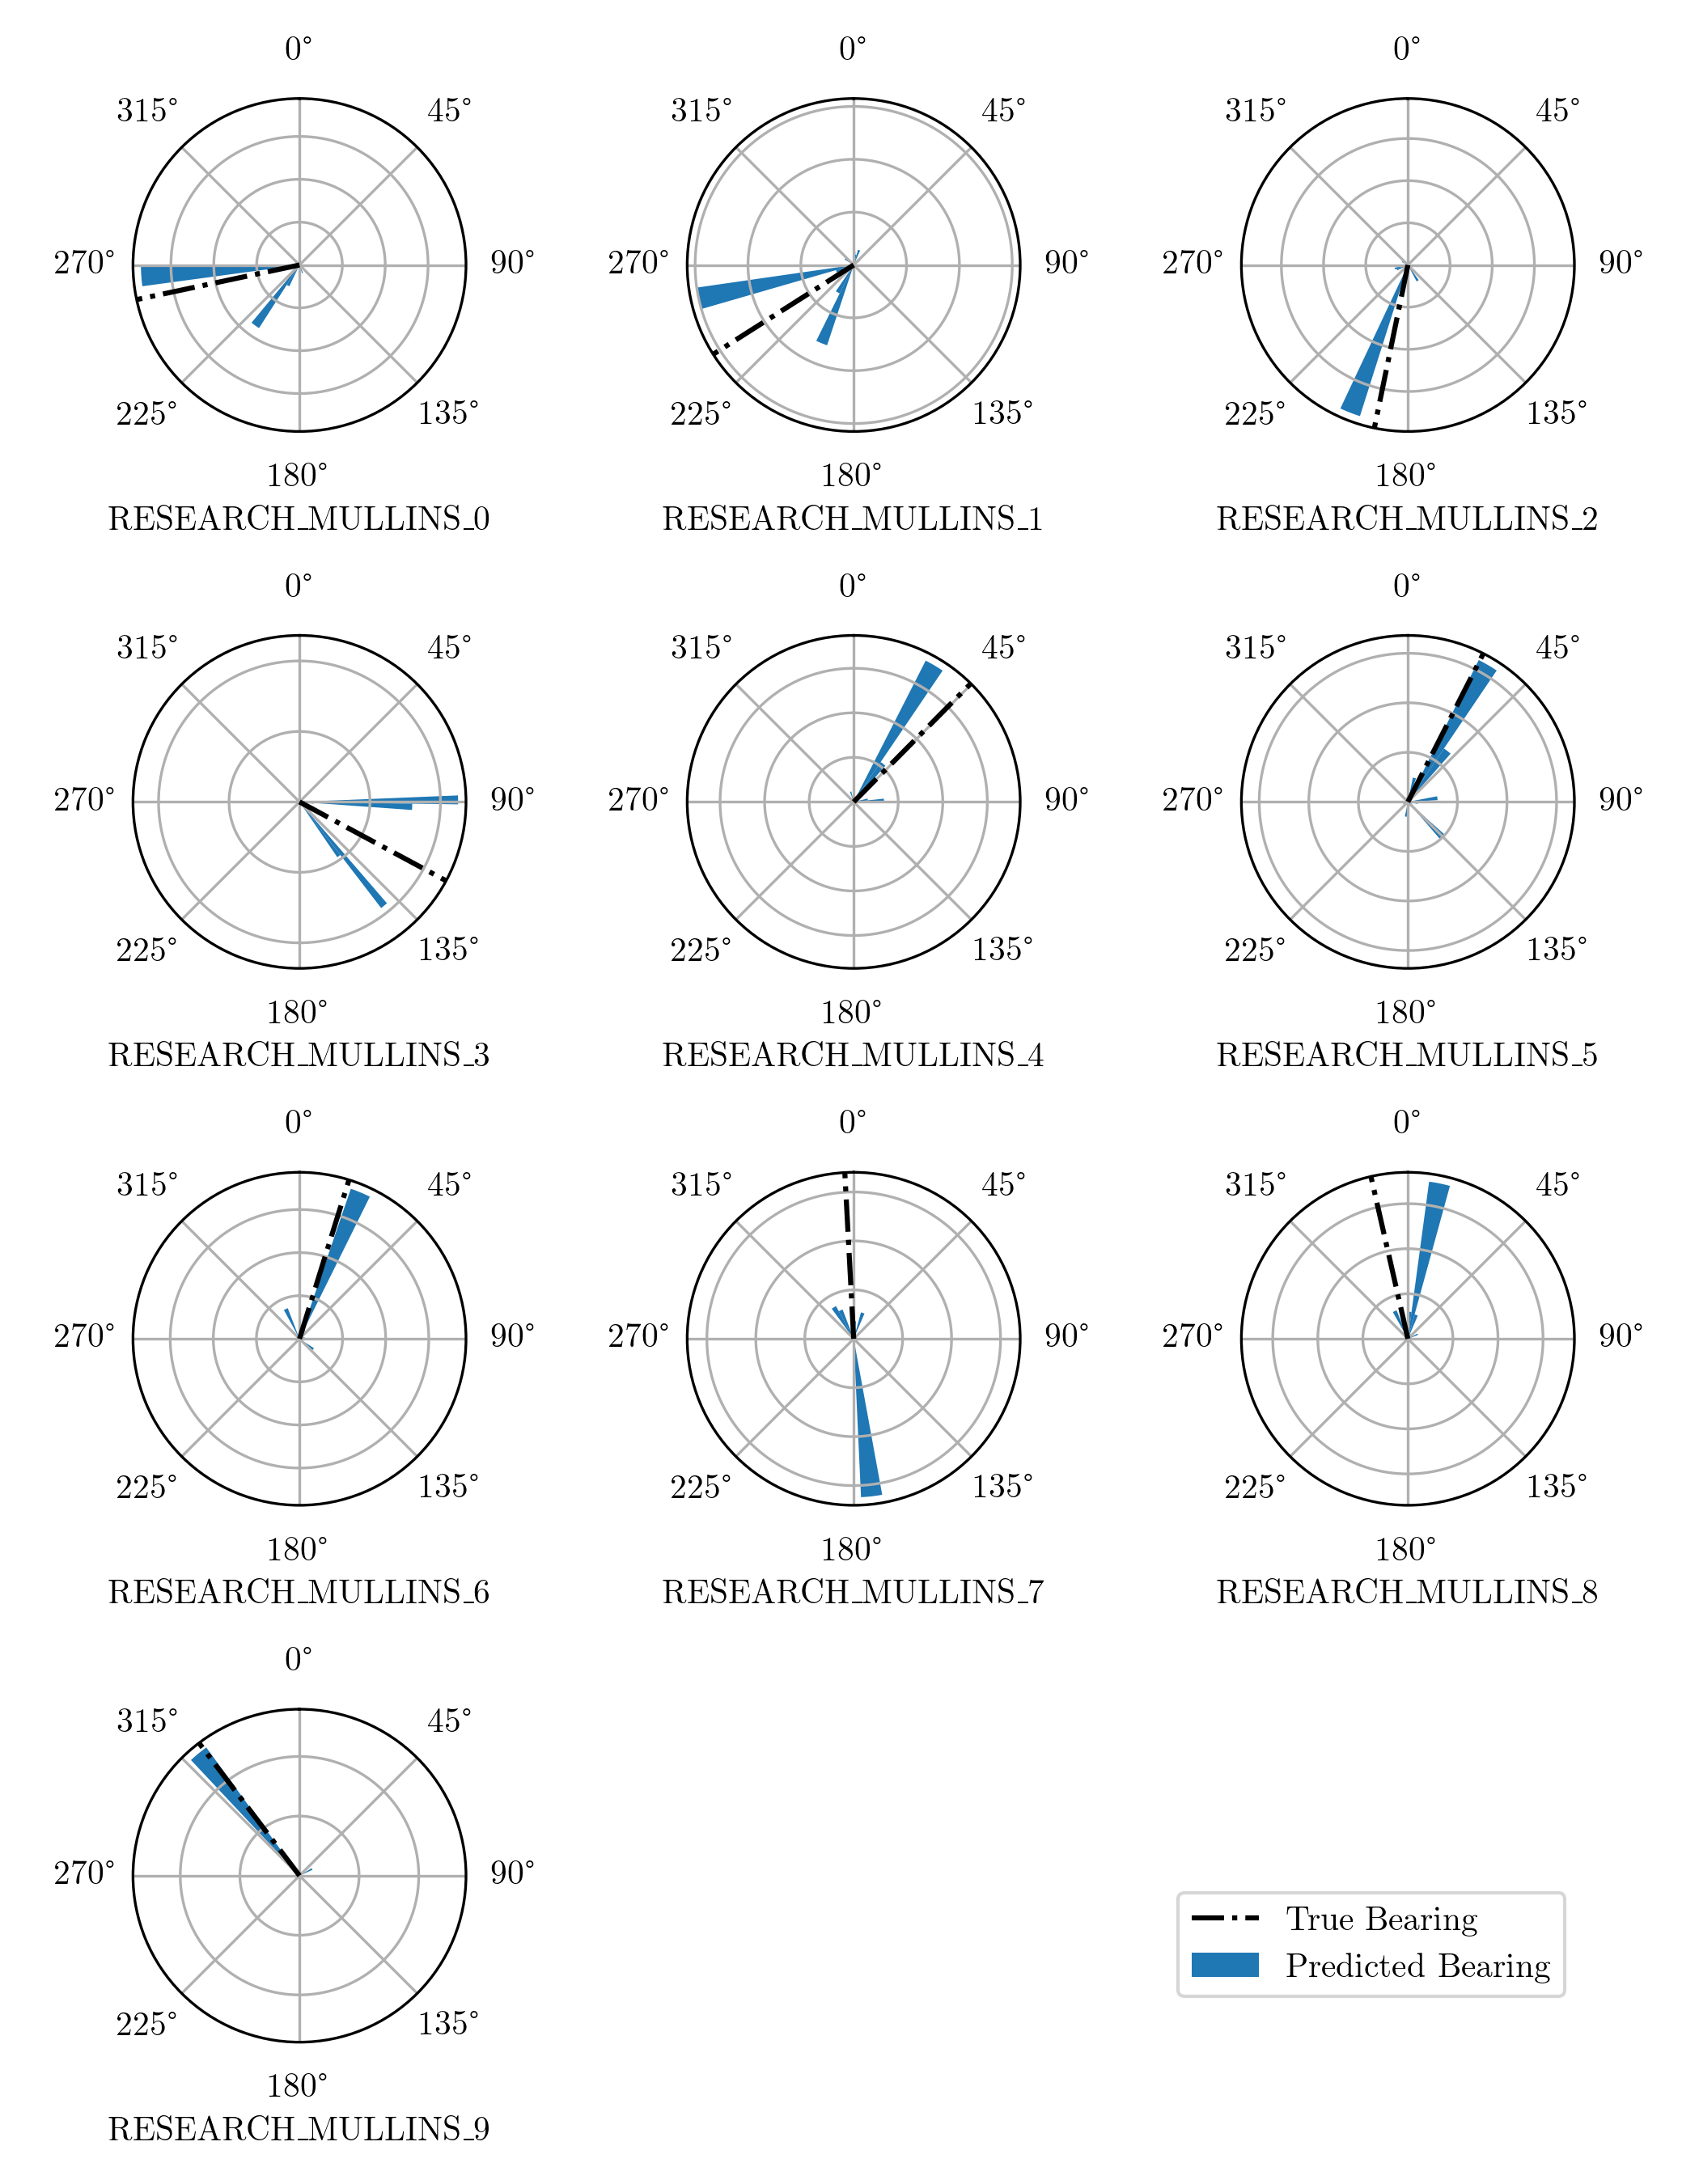 0° 0° 0°
315° 45° 315° 45° 315° 45°
270° 90° 270° 90° 270° 90°
225° 135° 225° 135° 225° 135°
180° 180° 180°
RESEARCH_MULLINS_0 RESEARCH_MULLINS_1 RESEARCH_MULLINS_2
0° 0° 0°
315° 45° 315° 45° 315° 45°
270° 90° 270° 90° 270° 90°
225° 135° 225° 135° 225° 135°
180° 180° 180°
RESEARCH_MULLINS_3 RESEARCH_MULLINS_4 RESEARCH_MULLINS_5
0° 0° 0°
315° 45° 315° 45° 315° 45°
270° 90° 270° 90° 270° 90°
225° 135° 225° 135° 225° 135°
180° 180° 180°
RESEARCH_MULLINS_6 RESEARCH_MULLINS_7 RESEARCH_MULLINS_8
0°
315° 45°
270° 90°
225° 135°
180°
RESEARCH_MULLINS_9
True Bearing
Predicted Bearing